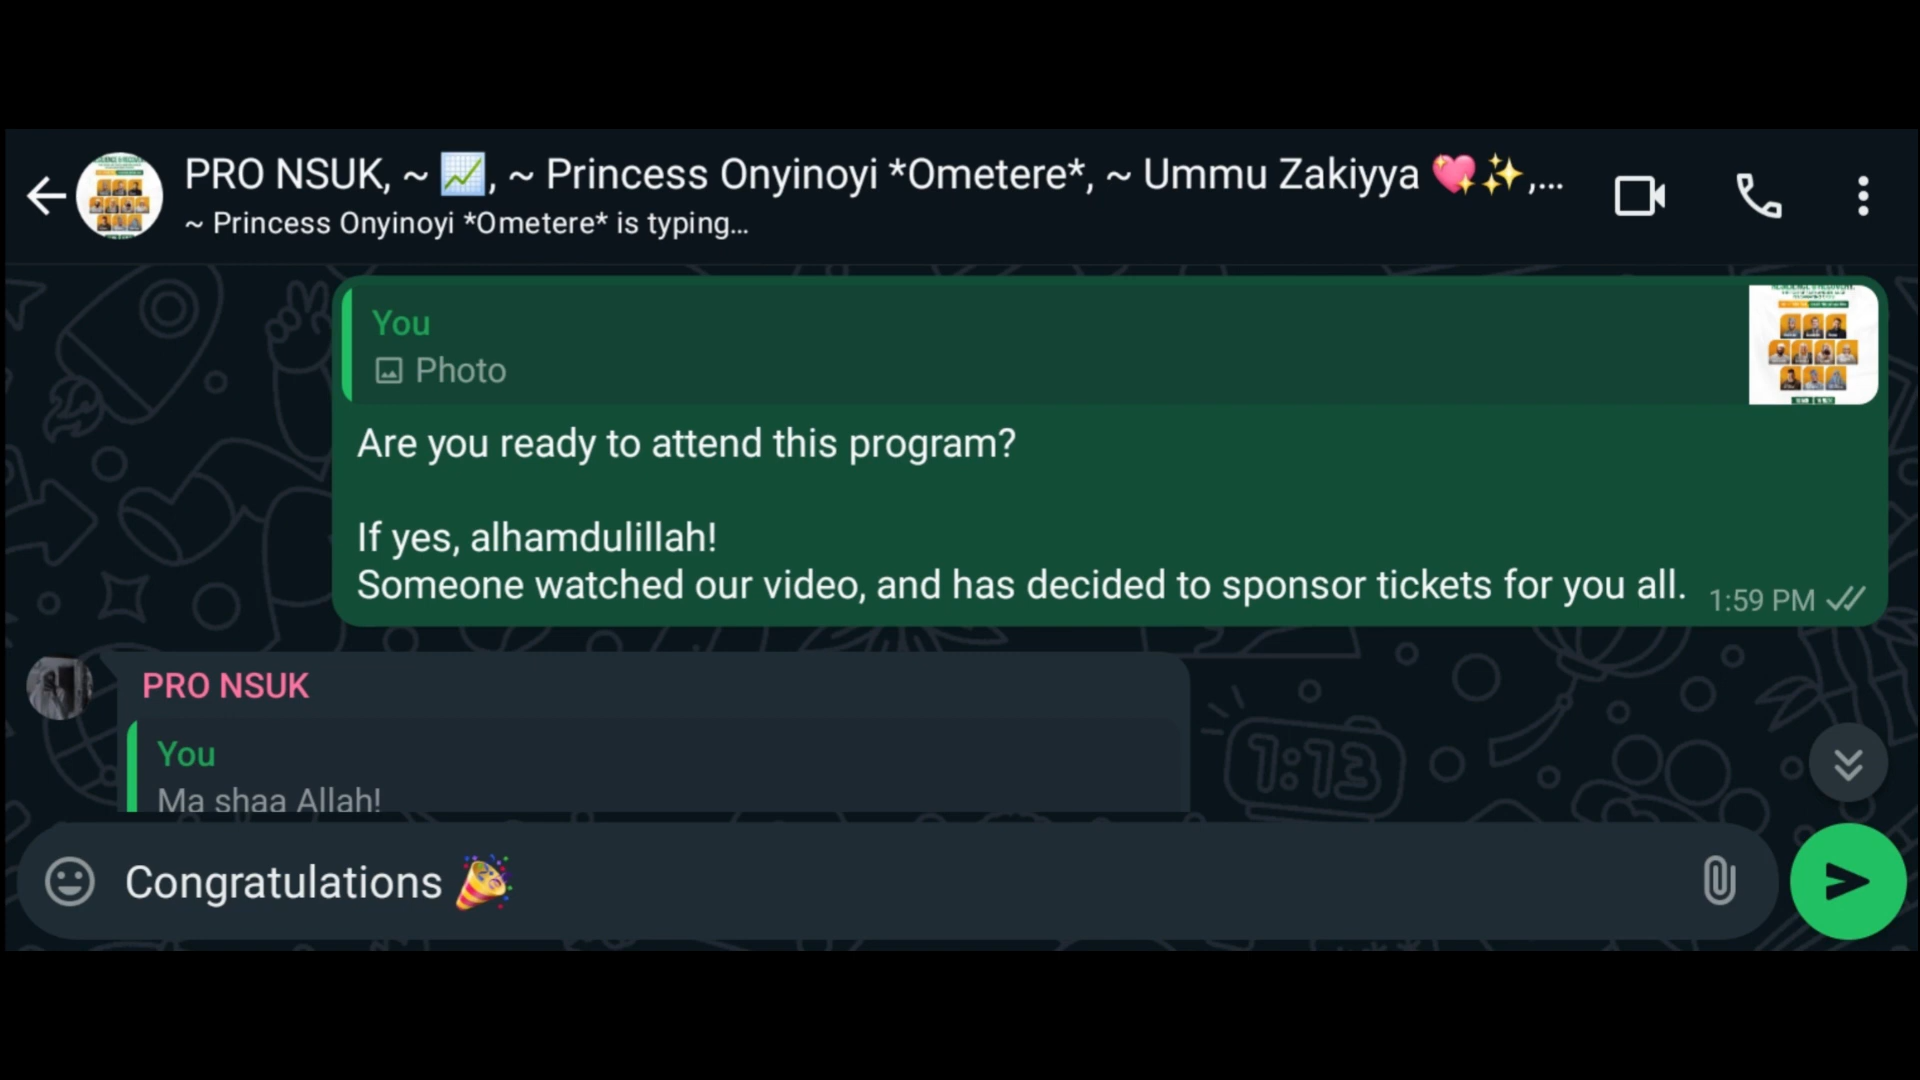 PRO NSUK, ~ 📈, ~ Princess Onyinoyi *Ometere*, ~ Ummu Zakiyya 💖✨,...
~ Princess Onyinoyi *Ometere* is typing...
You
Photo
Are you ready to attend this program?
If yes, alhamdulillah!
Someone watched our video, and has decided to sponsor tickets for you all.
1:59 PM
PRO NSUK
You
Ma shaa Allah!
1:13
Congratulations 🎉